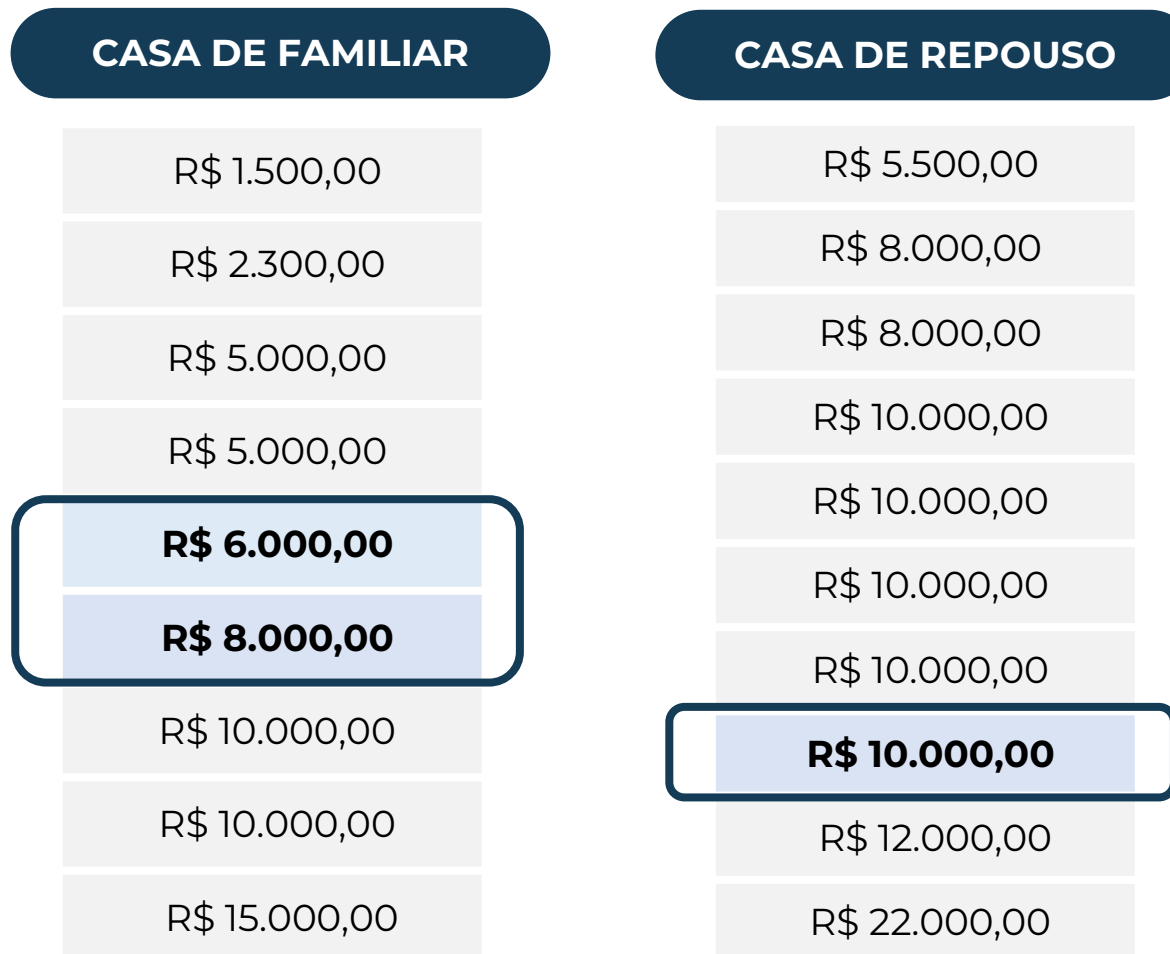 CASA DE FAMILIAR
R$ 1.500,00
R$ 2.300,00
R$ 5.000,00
R$ 5.000,00
R$ 6.000,00
R$ 8.000,00
R$ 10.000,00
R$ 10.000,00
R$ 15.000,00
CASA DE REPOUSO
R$ 5.500,00
R$ 8.000,00
R$ 8.000,00
R$ 10.000,00
R$ 10.000,00
R$ 10.000,00
R$ 10.000,00
R$ 10.000,00
R$ 12.000,00
R$ 22.000,00